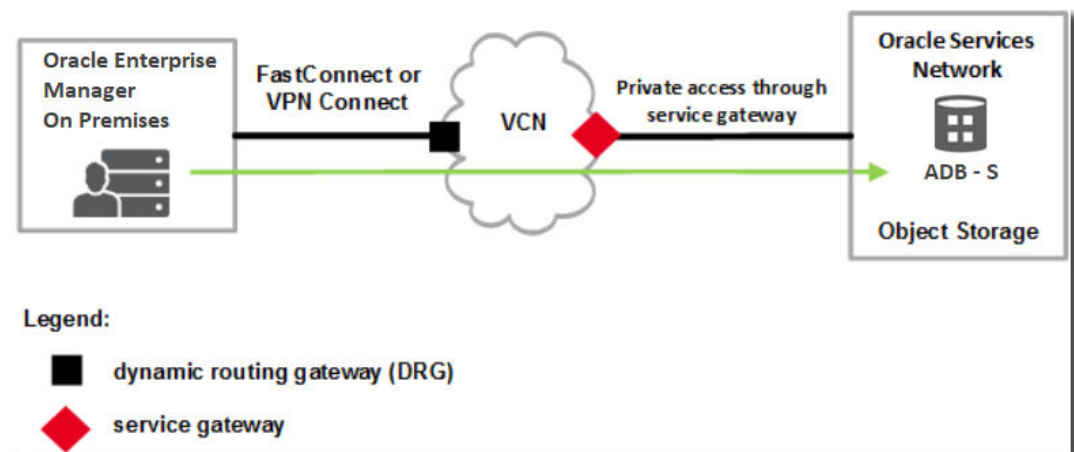 Oracle Enterprise
Manager
On Premises
FastConnect or
VPN Connect
VCN
Private access through
service gateway
Oracle Services
Network
ADB - S
Object Storage
Legend:
dynamic routing gateway (DRG)
service gateway